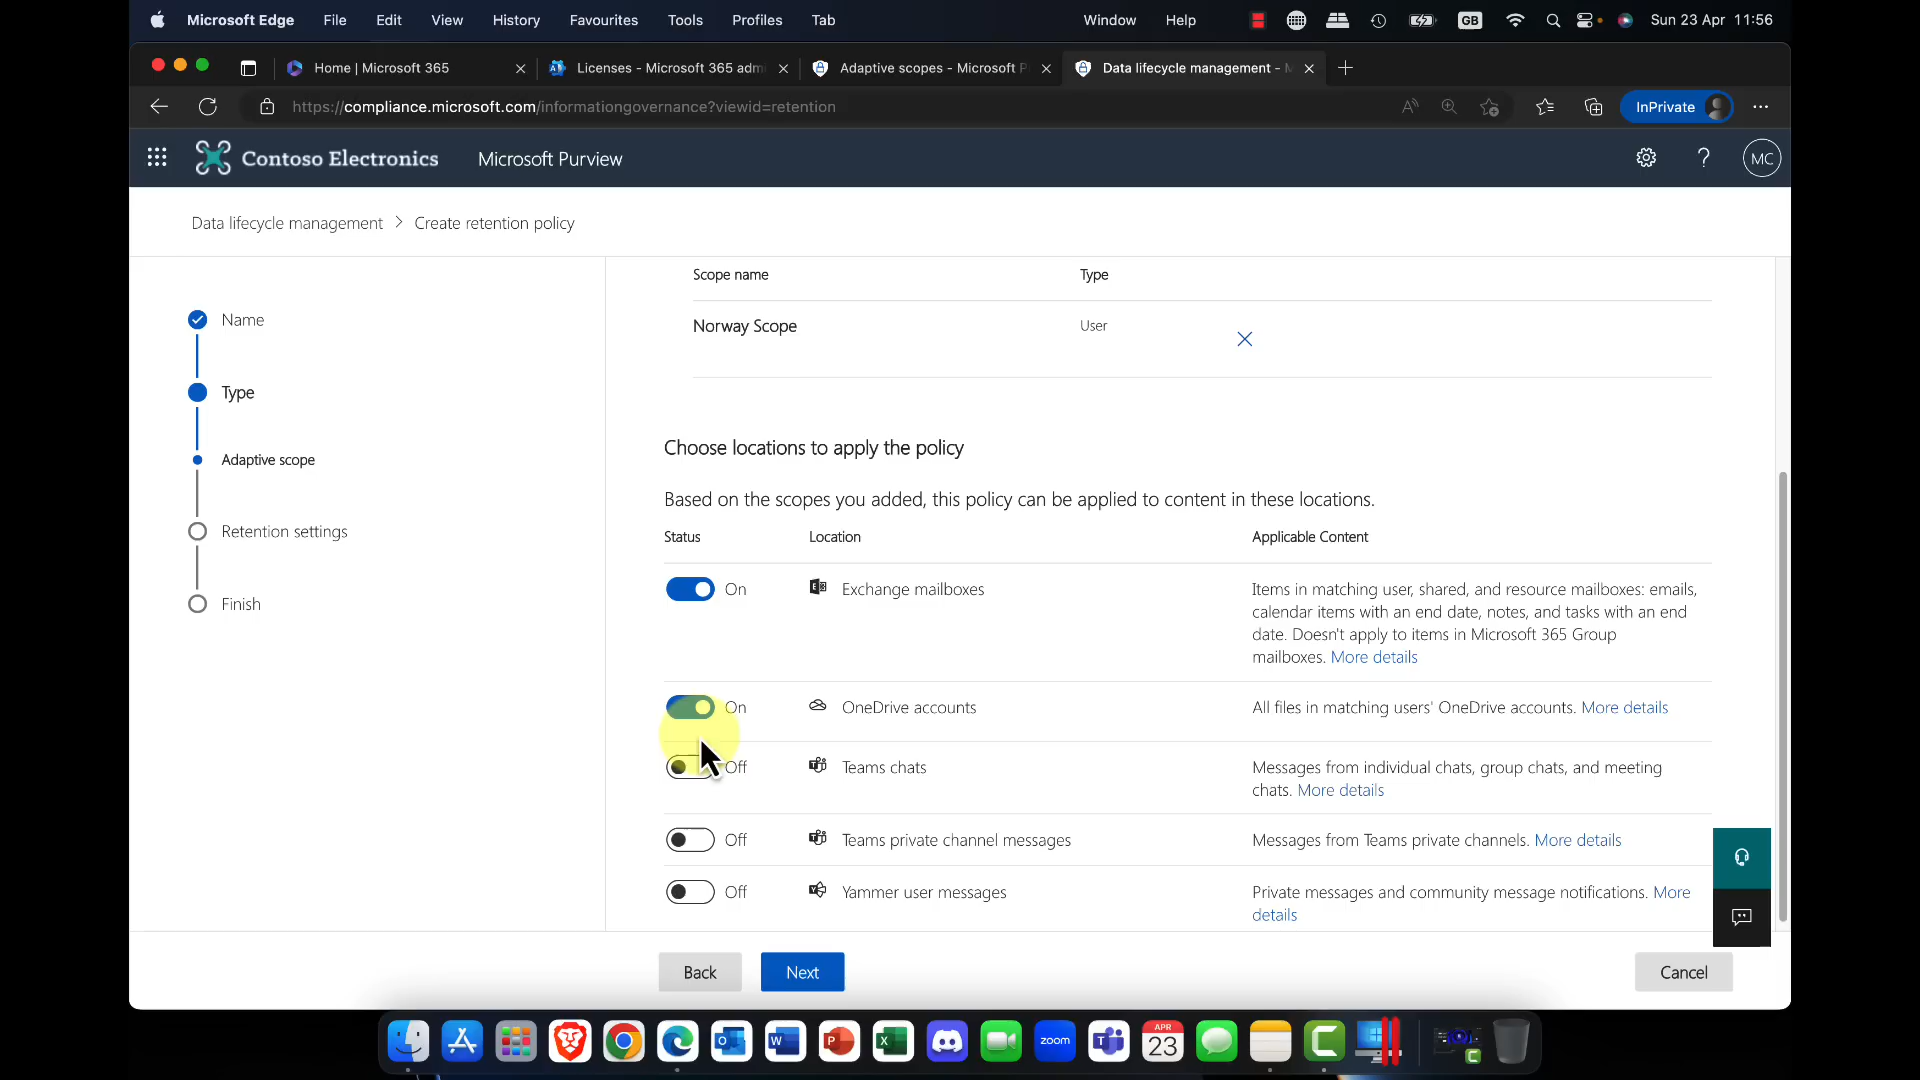 Microsoft Edge File Edit View History Favourites Tools Profiles Tab Window Help GB Sun 23 Apr 11:56
Home | Microsoft 365 Licenses - Microsoft 365 adm Adaptive scopes - Microsoft P Data lifecycle management - M
https://compliance.microsoft.com/informationgovernance?viewid=retention InPrivate
Contoso Electronics Microsoft Purview ? MC
Data lifecycle management > Create retention policy
Name
Type
Adaptive scope
Retention settings
Finish
Scope name Type
Norway Scope User
Choose locations to apply the policy
Based on the scopes you added, this policy can be applied to content in these locations.
Status Location Applicable Content
On Exchange mailboxes Items in matching user, shared, and resource mailboxes: emails,
calendar items with an end date, notes, and tasks with an end
date. Doesn't apply to items in Microsoft 365 Group
mailboxes. More details
On OneDrive accounts All files in matching users' OneDrive accounts. More details
Off Teams chats Messages from individual chats, group chats, and meeting
chats. More details
Off Teams private channel messages Messages from Teams private channels. More details
Off Yammer user messages Private messages and community message notifications. More
details
Back Next Cancel
zoom APR
23